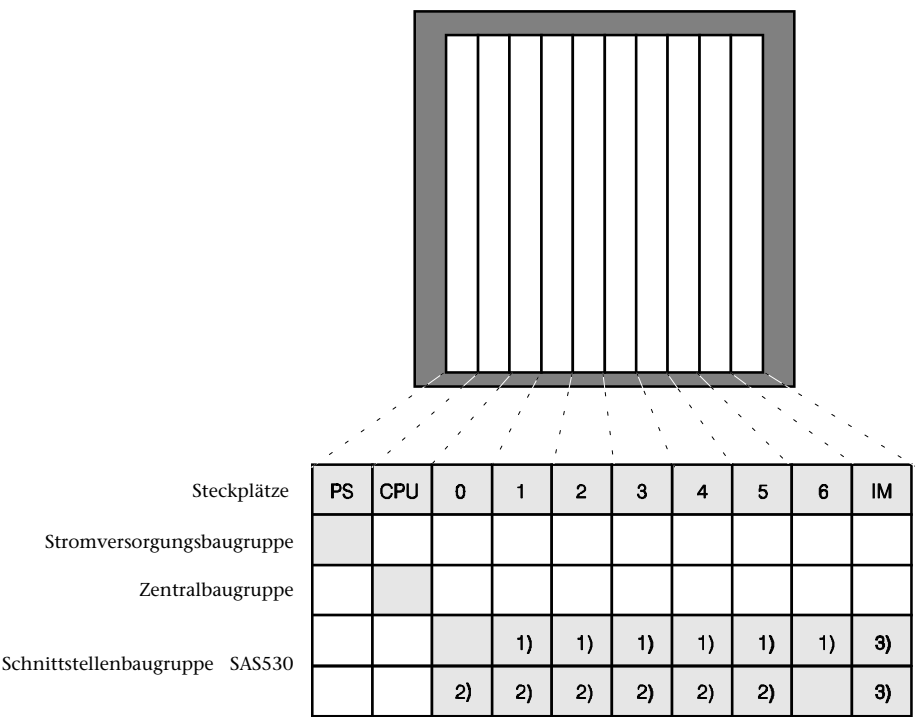 Steckplätze PS CPU 0 1 2 3 4 5 6 IM
Stromversorgungsbaugruppe
Zentralbaugruppe
1) 1) 1) 1) 1) 1) 3)
Schnittstellenbaugruppe SAS530
2) 2) 2) 2) 2) 2) 3)